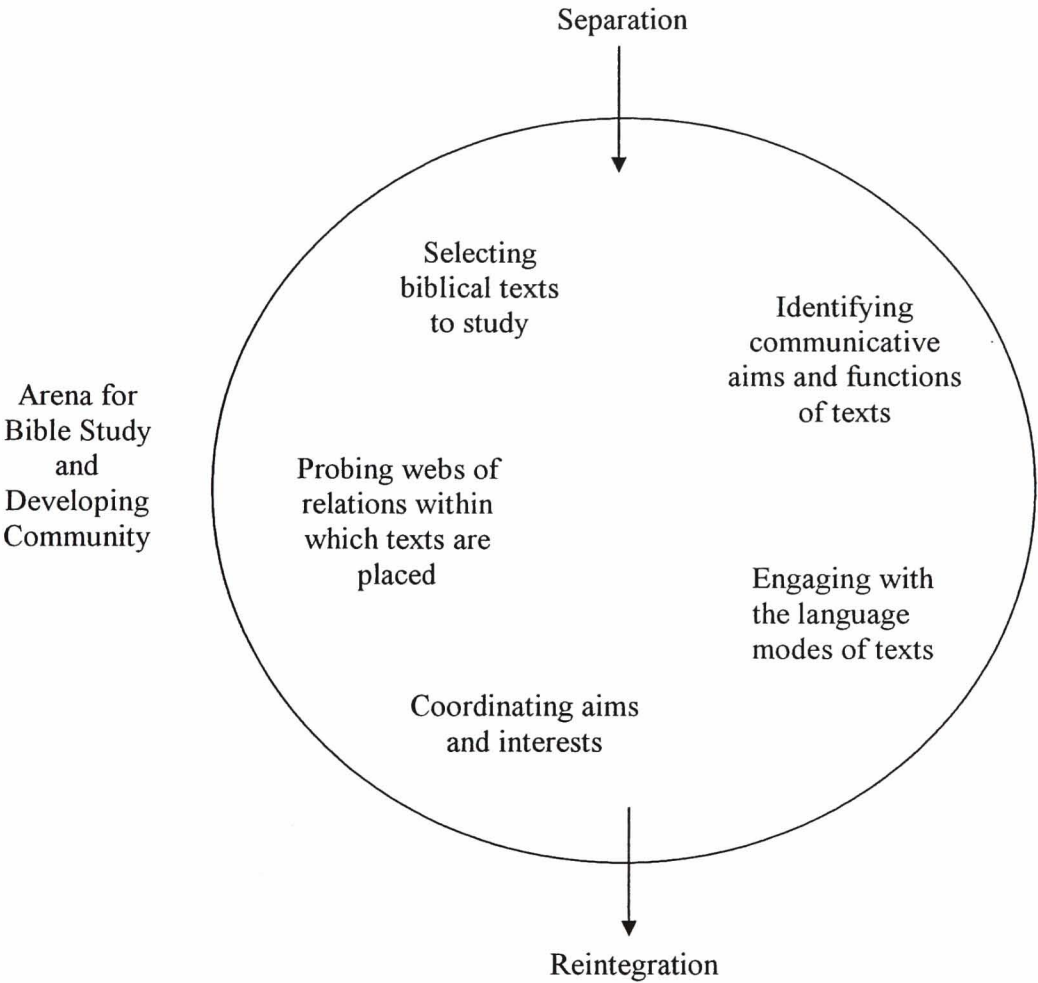 Separation
Selecting
biblical texts
to study
Identifying
communicative
aims and functions
of texts
Arena for
Bible Study
and
Developing
Community
Probing webs of
relations within
which texts are
placed
Engaging with
the language
modes of texts
Coordinating aims
and interests
Reintegration